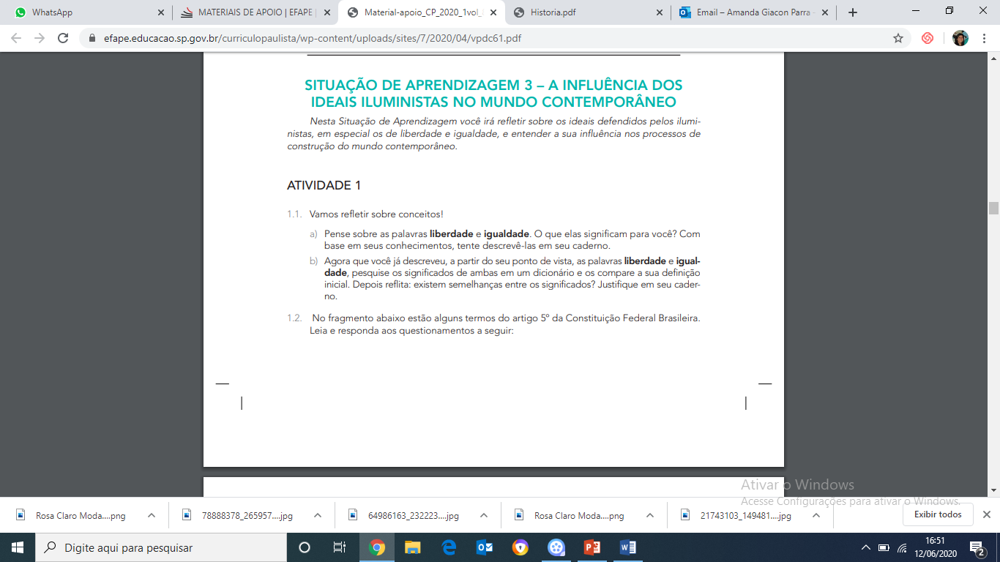 WhatsApp
MATERIAIS DE APOIO | EFAPE |
Material-apoio_CP_2020_1vol_
Historia.pdf
Email – Amanda Giacon Parra -
efape.educacao.sp.gov.br/curriculopaulista/wp-content/uploads/sites/7/2020/04/vpdc61.pdf
SITUAÇÃO DE APRENDIZAGEM 3 – A INFLUÊNCIA DOS
IDEAIS ILUMINISTAS NO MUNDO CONTEMPORÂNEO
Nesta Situação de Aprendizagem você irá refletir sobre os ideais defendidos pelos ilumi-
nistas, em especial os de liberdade e igualdade, e entender a sua influência nos processos de
construção do mundo contemporâneo.
ATIVIDADE 1
1.1. Vamos refletir sobre conceitos!
a) Pense sobre as palavras liberdade e igualdade. O que elas significam para você? Com
base em seus conhecimentos, tente descrevê-las em seu caderno.
b) Agora que você já descreveu, a partir do seu ponto de vista, as palavras liberdade e igual-
dade, pesquise os significados de ambas em um dicionário e os compare a sua definição
inicial. Depois reflita: existem semelhanças entre os significados? Justifique em seu cader-
no.
1.2. No fragmento abaixo estão alguns termos do artigo 5º da Constituição Federal Brasileira.
Leia e responda aos questionamentos a seguir:
Ativar o Windows
Acesse Configurações para ativar o Windows.
Rosa Claro Moda....png
78888378_265957....jpg
64986163_232223....jpg
Rosa Claro Moda....png
21743103_149481....jpg
Exibir todos
Digite aqui para pesquisar
16:51
12/06/2020
2